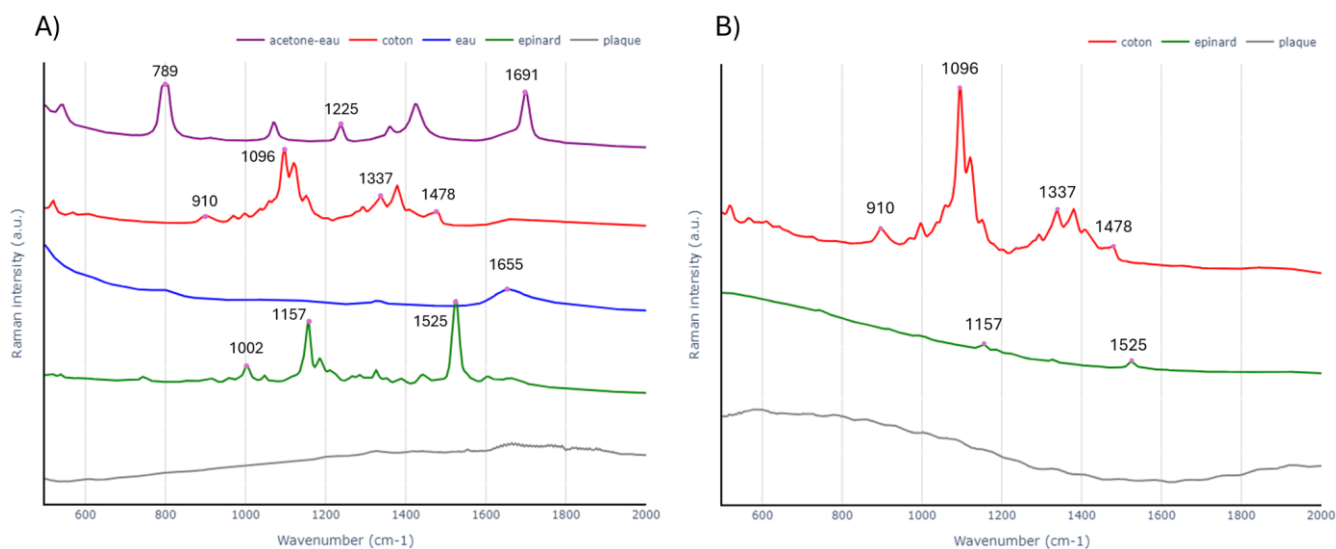 A)
acetone-eau coton eau epinard plaque
789
1225
1691
1096
910
1337
1478
1655
1157
1525
1002
Raman intensity (a.u.)
600 800 1000 1200 1400 1600 1800 2000
Wavenumber (cm-1)
B)
coton epinard plaque
1096
910
1337
1478
1157
1525
Raman intensity (a.u.)
600 800 1000 1200 1400 1600 1800 2000
Wavenumber (cm-1)